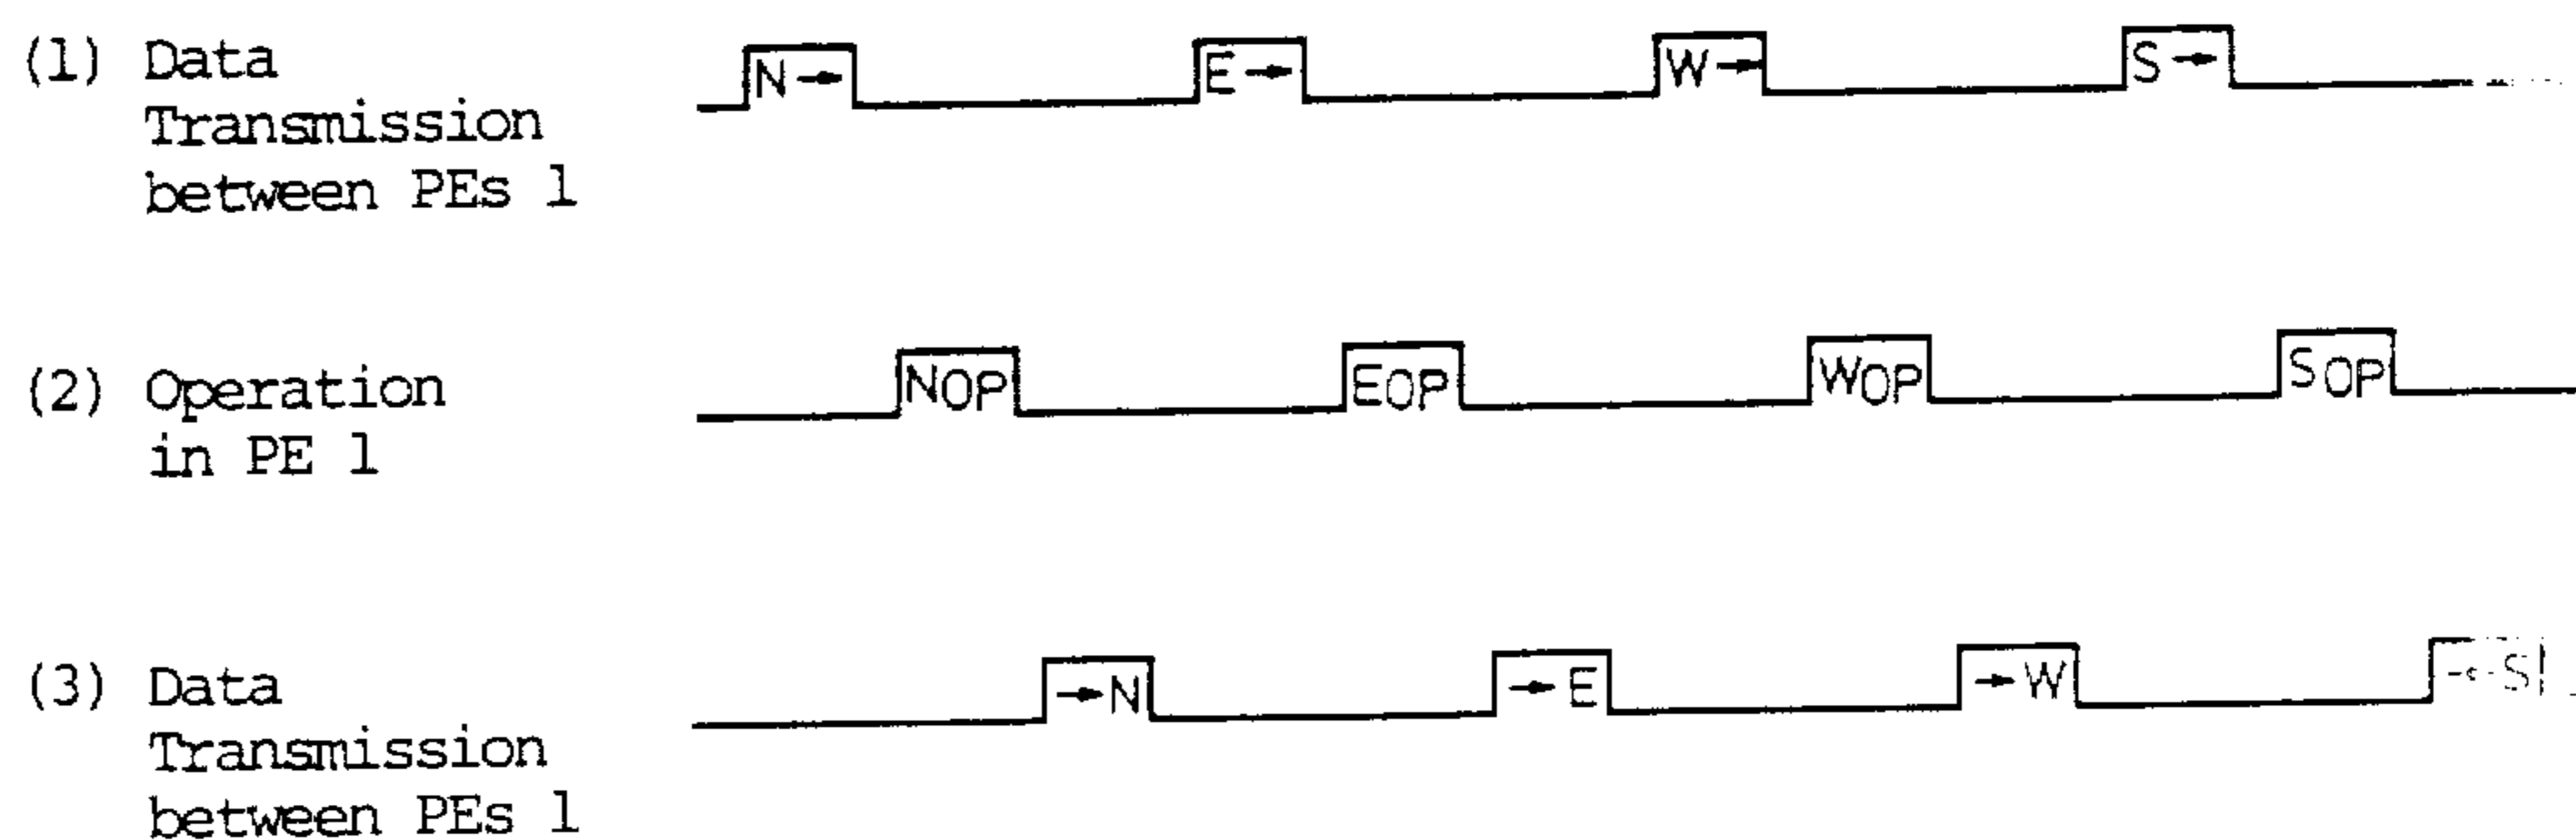 (1) Data
Transmission
between PEs 1
N→
E→
W→
S→
(2) Operation
in PE 1
NOP
EOP
WOP
SOP
(3) Data
Transmission
between PEs 1
→N
→E
→W
S